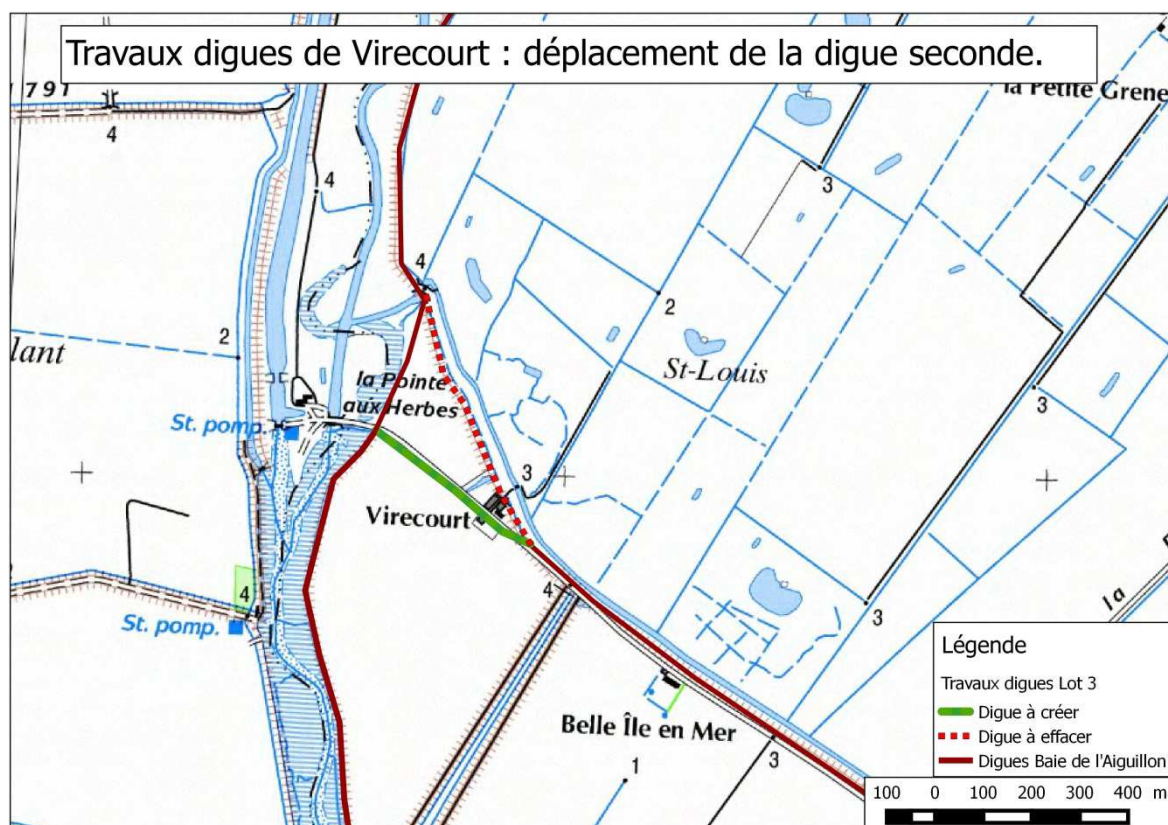 Travaux digues de Virecourt : déplacement de la digue seconde.
791
la Petite Grene
4
3
4
4
2
2
lant
St-Louis
la Pointe
aux Herbes
St. pomp.
3
3
Virecourt
4
4
la
St. pomp.
3
Belle Île en Mer
3
1
Légende
Travaux digues Lot 3
Digue à créer
Digue à effacer
Digues Baie de l'Aiguillon
100 0 100 200 300 400 m